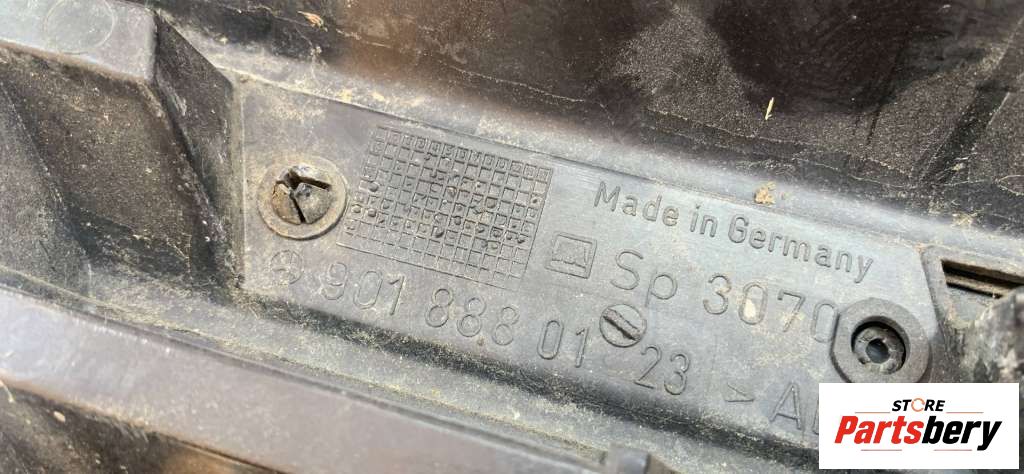 Made in Germany
Sp 3070
901 888 01 23 >A
STORE
Partsbery